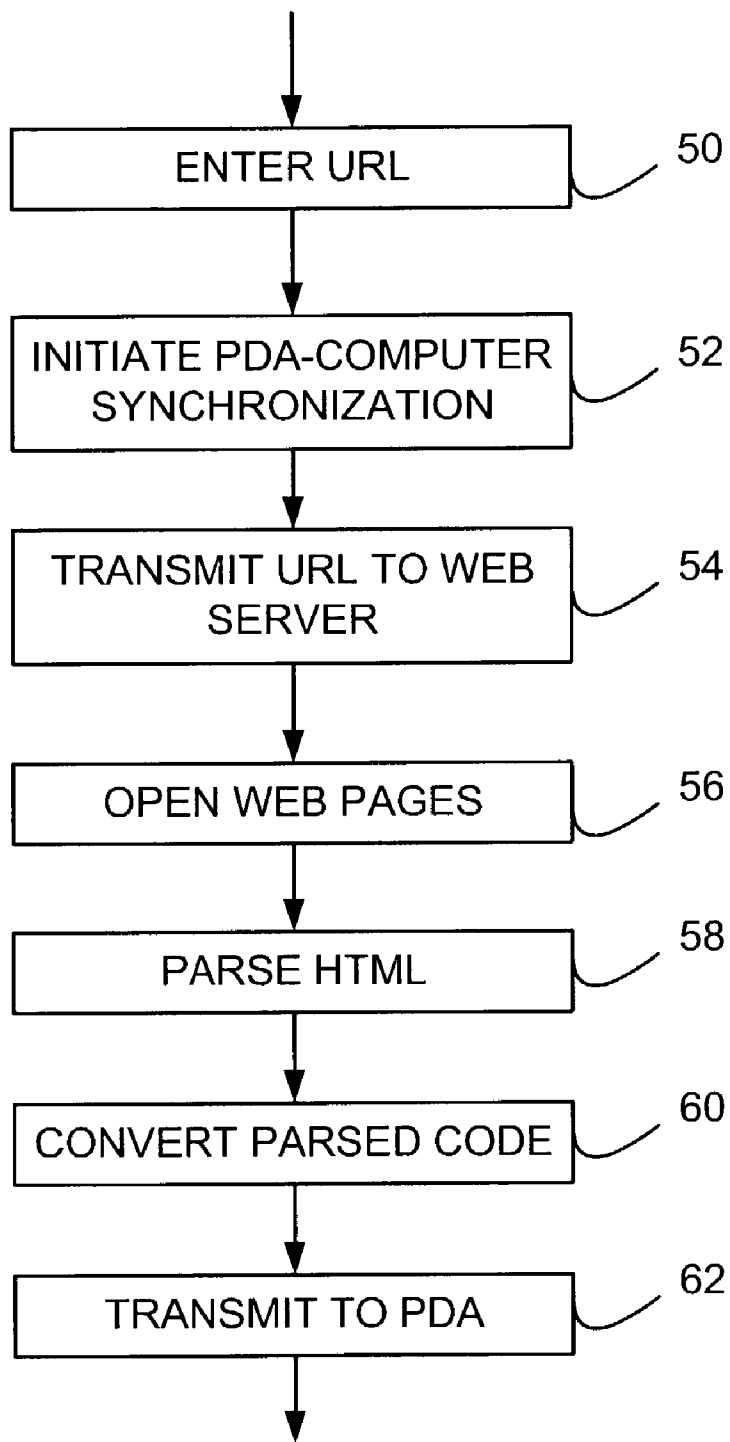 ENTER URL
50
INITIATE PDA-COMPUTER
SYNCHRONIZATION
52
TRANSMIT URL TO WEB
SERVER
54
OPEN WEB PAGES
56
PARSE HTML
58
CONVERT PARSED CODE
60
TRANSMIT TO PDA
62